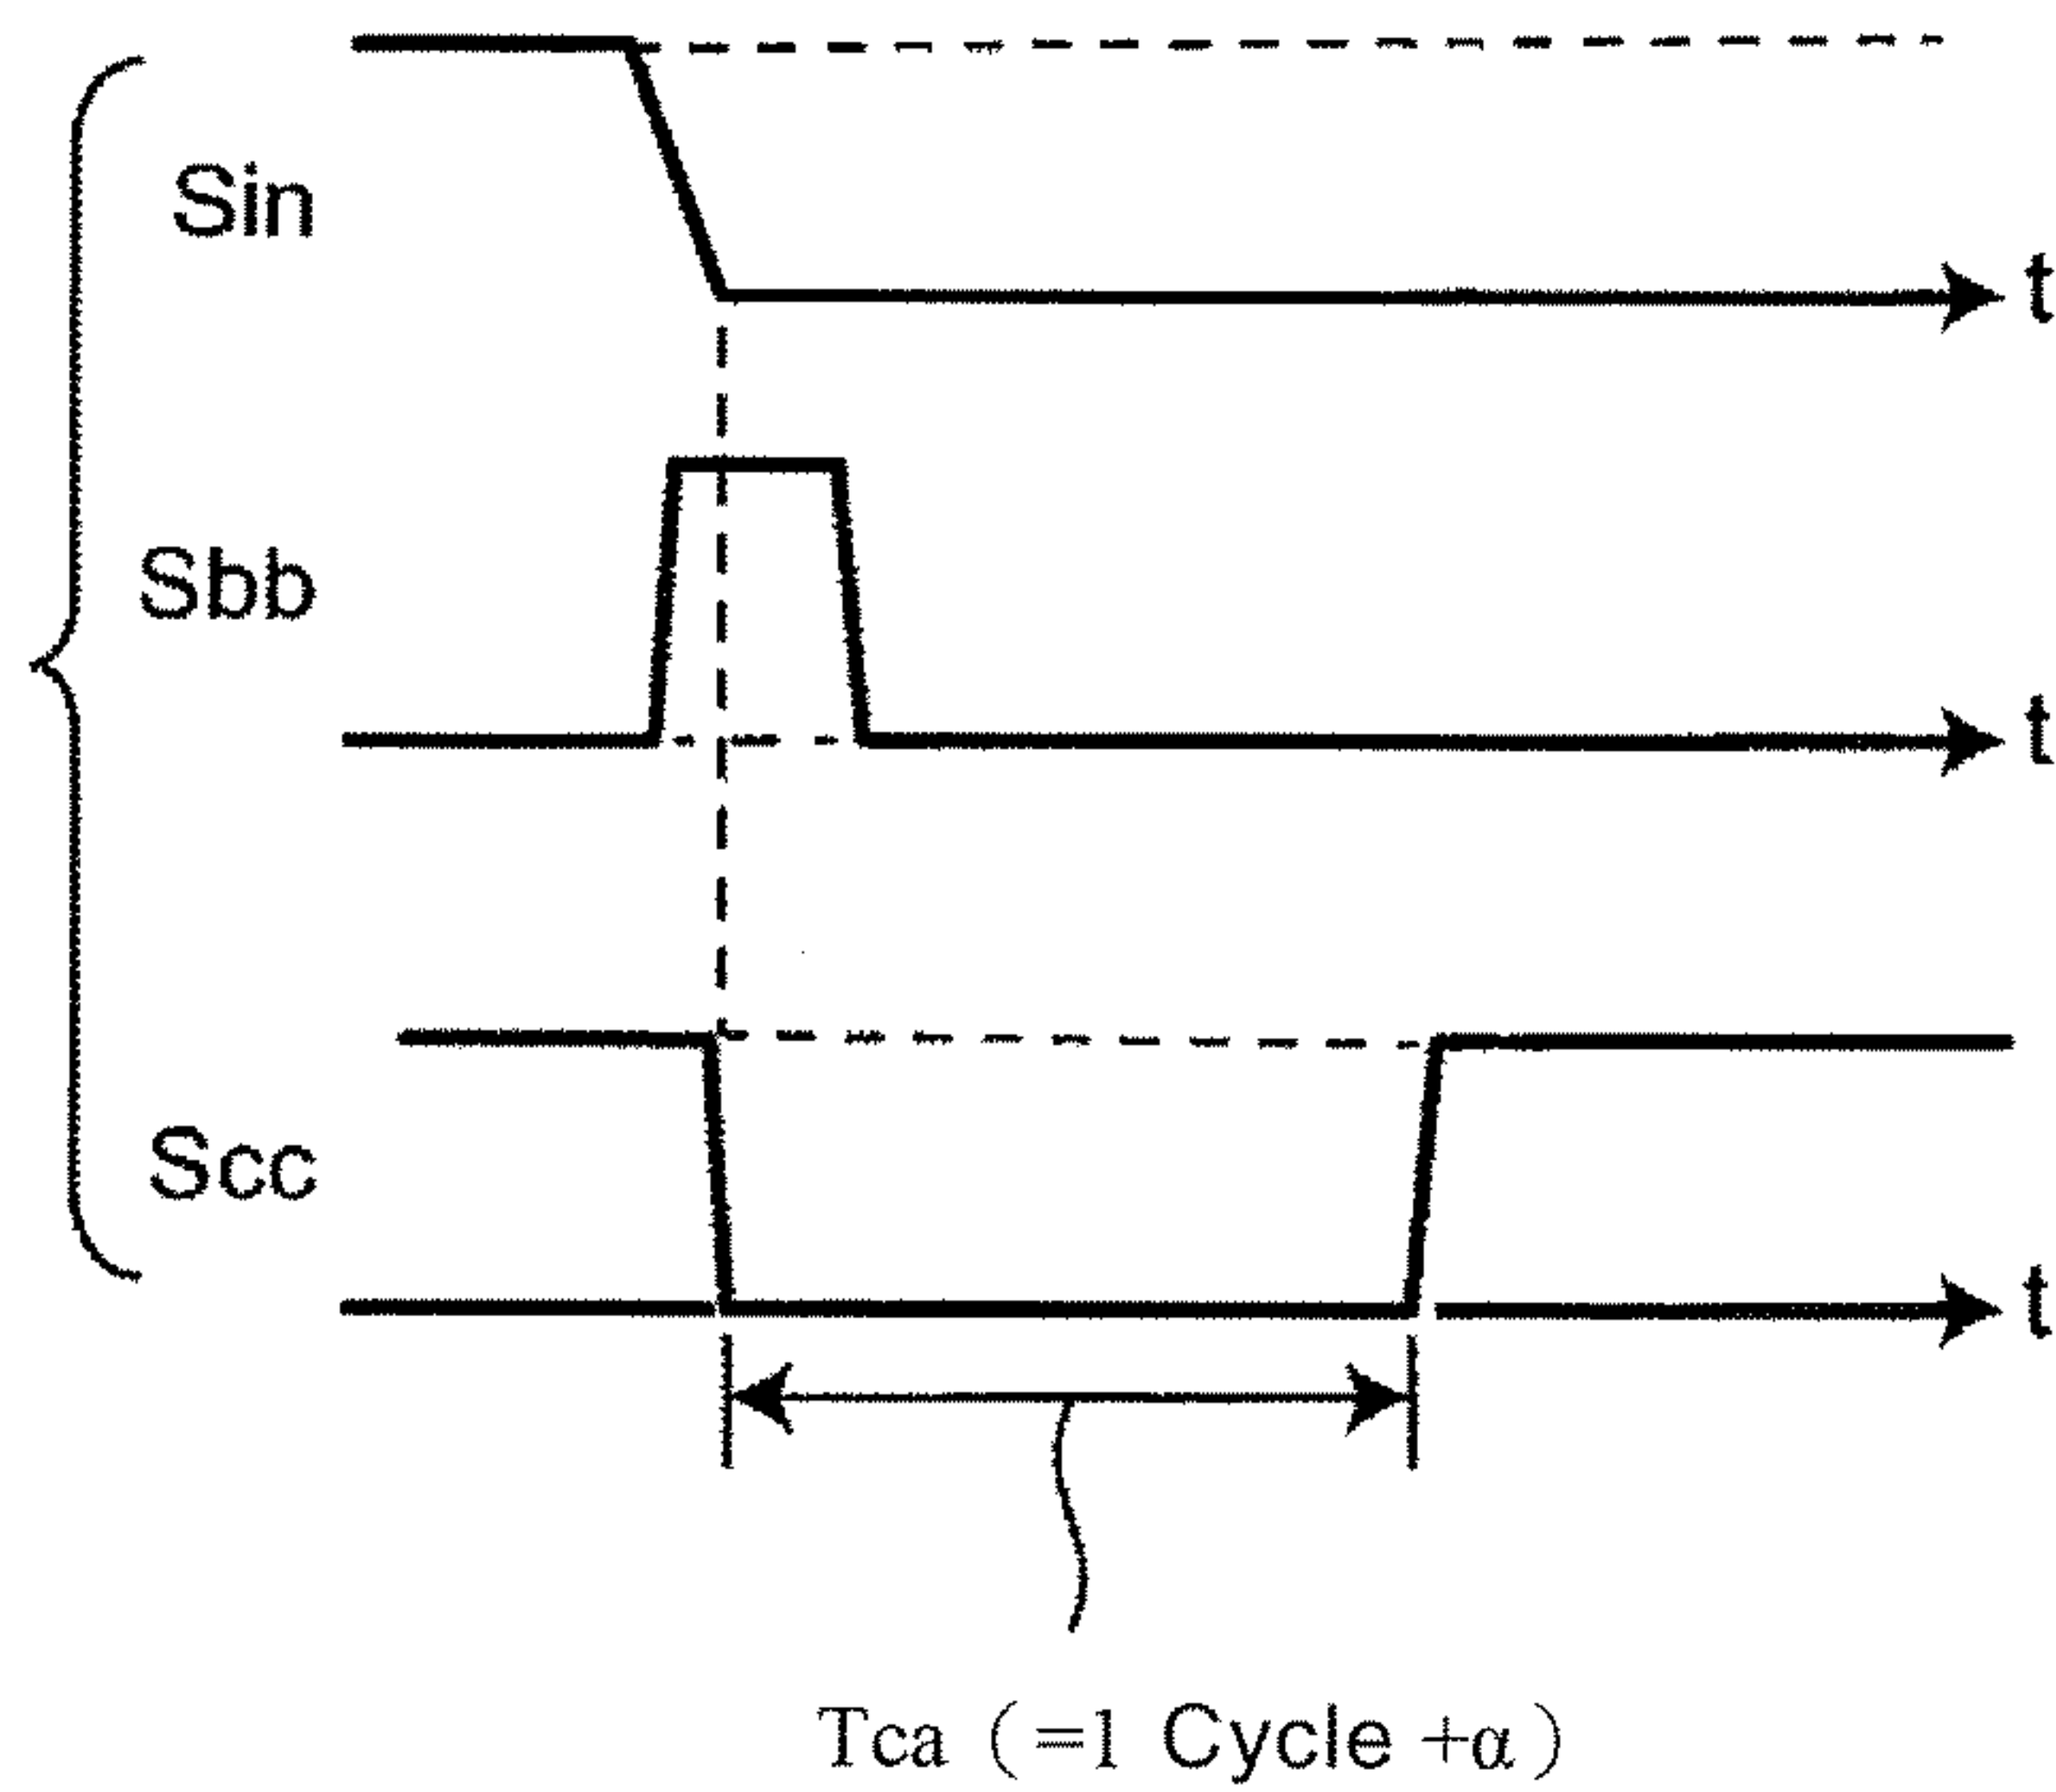 Sin
t
Sbb
t
Scc
t
Tca (=1 Cycle +α)